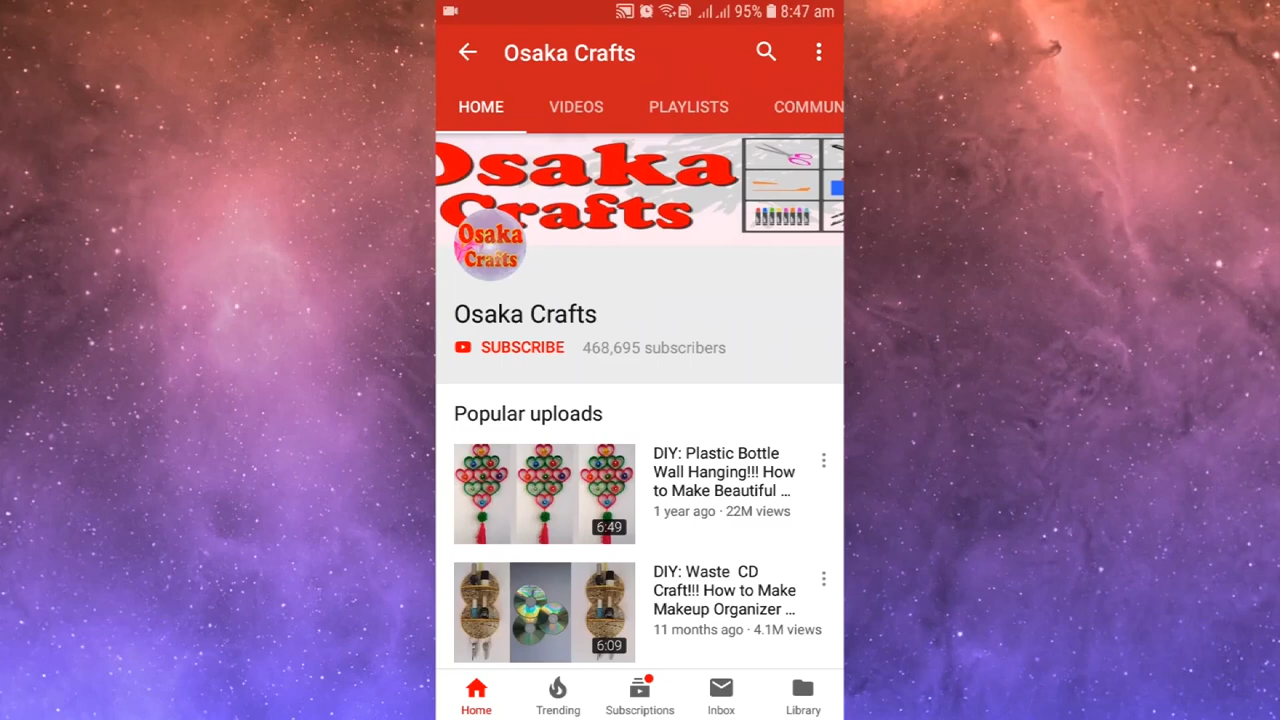 95% 8:47 am
Osaka Crafts
HOME VIDEOS PLAYLISTS COMMUN
Osaka
Crafts
Osaka
Crafts
Osaka Crafts
SUBSCRIBE 468,695 subscribers
Popular uploads
DIY: Plastic Bottle
Wall Hanging!!! How
to Make Beautiful ...
1 year ago · 22M views
6:49
DIY: Waste CD
Craft!!! How to Make
Makeup Organizer ...
11 months ago · 4.1M views
6:09
Home Trending Subscriptions Inbox Library